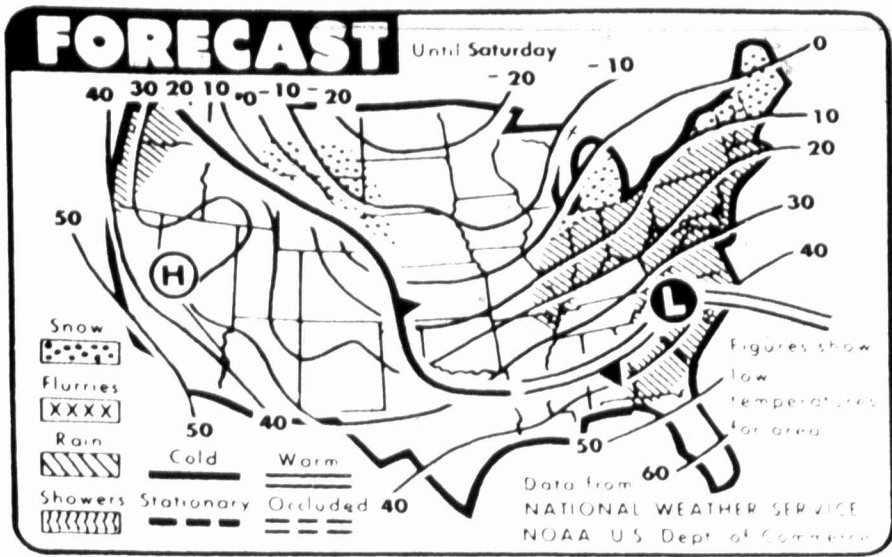 FORECAST
Until Saturday
40 30 20 10 0 -10 -20
-20
-10
0
10
20
30
40
50
H
L
Snow
Flurries
Rain
Showers
Cold
Warm
Stationary
Occluded
50
40
40
50
60
Figures show
low
temperatures
for area
Data from
NATIONAL WEATHER SERVICE
NOAA US Dept of Commerce